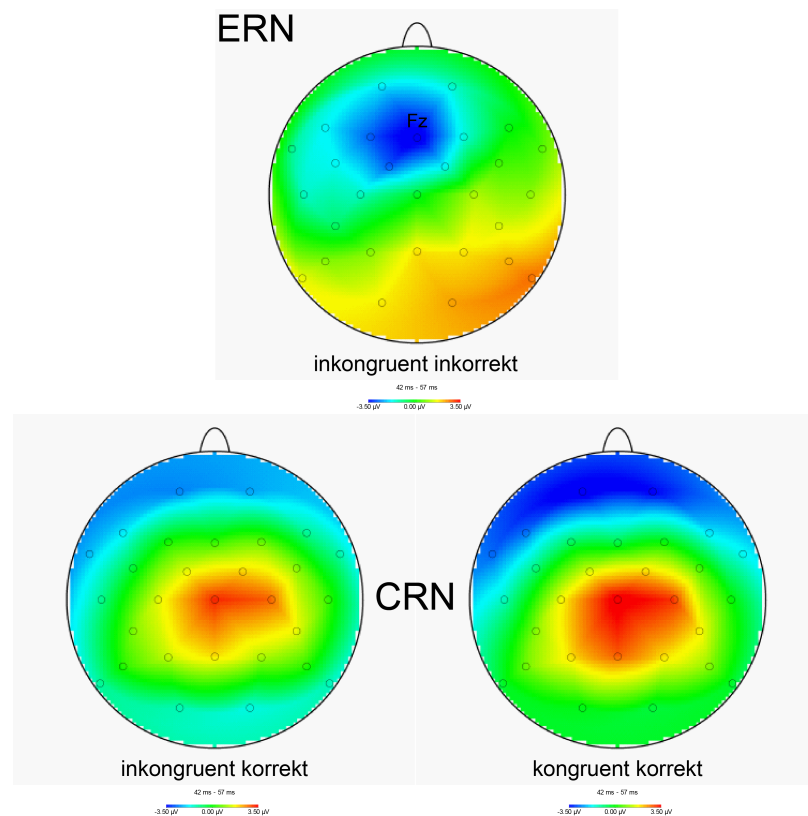 ERN
Fz
inkongruent inkorrekt
42 ms - 57 ms
-3.50 µV 0.00 µV 3.50 µV
CRN
inkongruent korrekt
kongruent korrekt
42 ms - 57 ms
42 ms - 57 ms
-3.50 µV 0.00 µV 3.50 µV
-3.50 µV 0.00 µV 3.50 µV